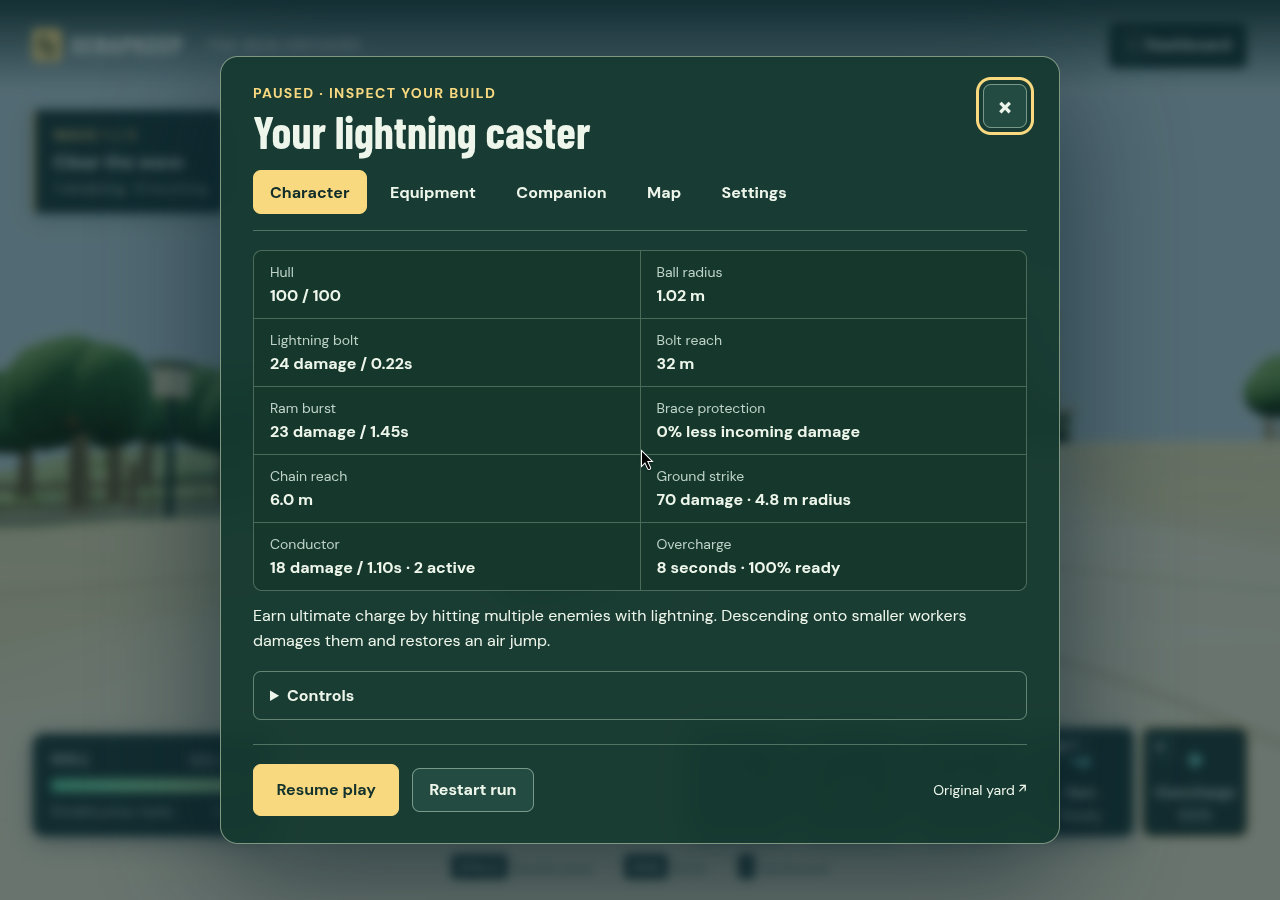 PAUSED · INSPECT YOUR BUILD
Your lightning caster
×
Character Equipment Companion Map Settings
Hull
100 / 100
Ball radius
1.02 m
Lightning bolt
24 damage / 0.22s
Bolt reach
32 m
Ram burst
23 damage / 1.45s
Brace protection
0% less incoming damage
Chain reach
6.0 m
Ground strike
70 damage · 4.8 m radius
Conductor
18 damage / 1.10s · 2 active
Overcharge
8 seconds · 100% ready
Earn ultimate charge by hitting multiple enemies with lightning. Descending onto smaller workers
damages them and restores an air jump.
▶ Controls
Resume play Restart run Original yard ↗